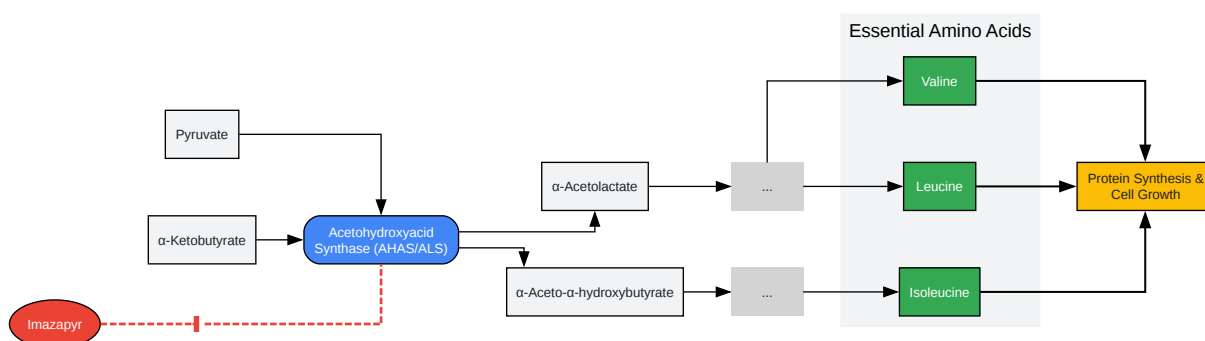 Essential Amino Acids
Valine
Pyruvate
α-Acetolactate
...
Leucine
Protein Synthesis &
Cell Growth
α-Ketobutyrate
Acetohydroxyacid
Synthase (AHAS/ALS)
α-Aceto-α-hydroxybutyrate
...
Isoleucine
Imazapyr